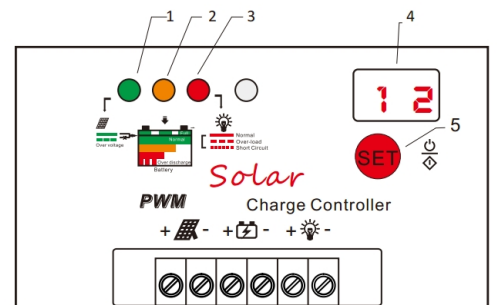 1 2 3 4
12
5
SET
Over voltage
Normal
Over discharge
Battery
Normal
Over-load
Short Circuit
Solar
PWM
Charge Controller
+ - + - + -